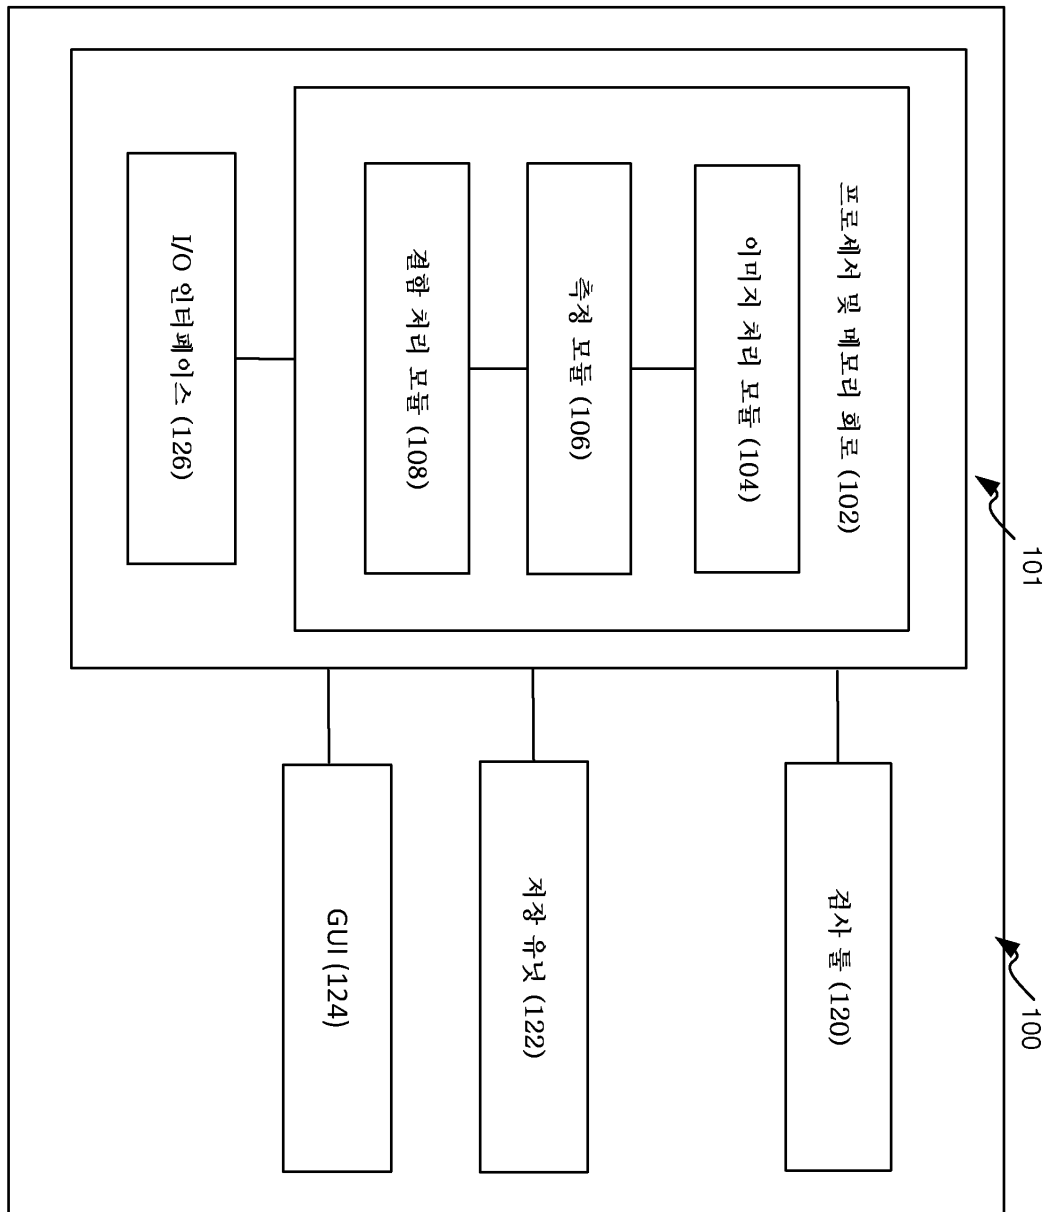 100
101
프로세서 및 메모리 회로 (102)
이미지 처리 모듈 (104)
측정 모듈 (106)
결함 처리 모듈 (108)
I/O 인터페이스 (126)
검사 툴 (120)
저장 유닛 (122)
GUI (124)